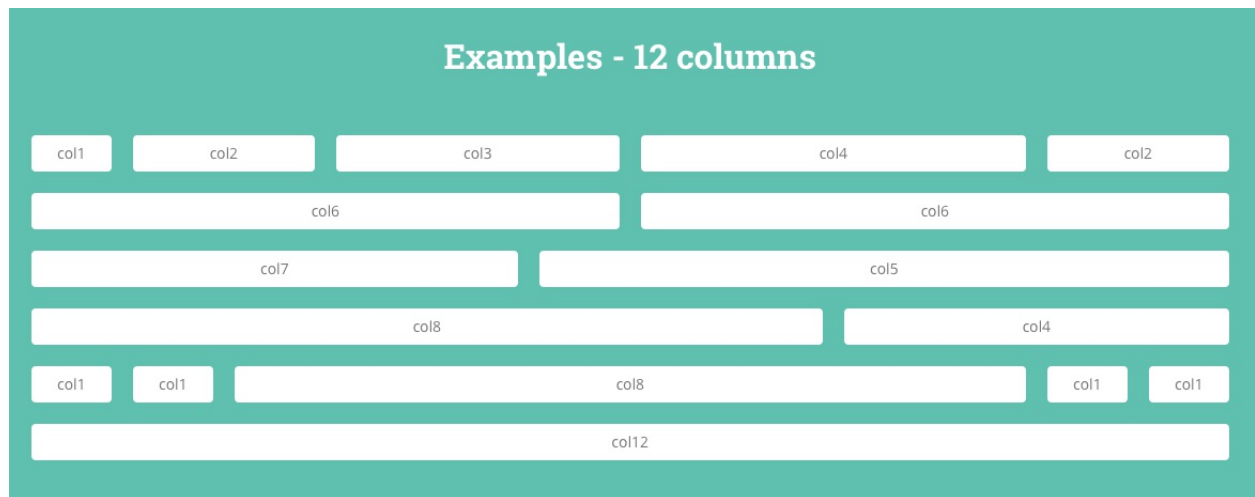 Examples - 12 columns
col1 col2 col3 col4 col2
col6 col6
col7 col5
col8 col4
col1 col1 col8 col1 col1
col12